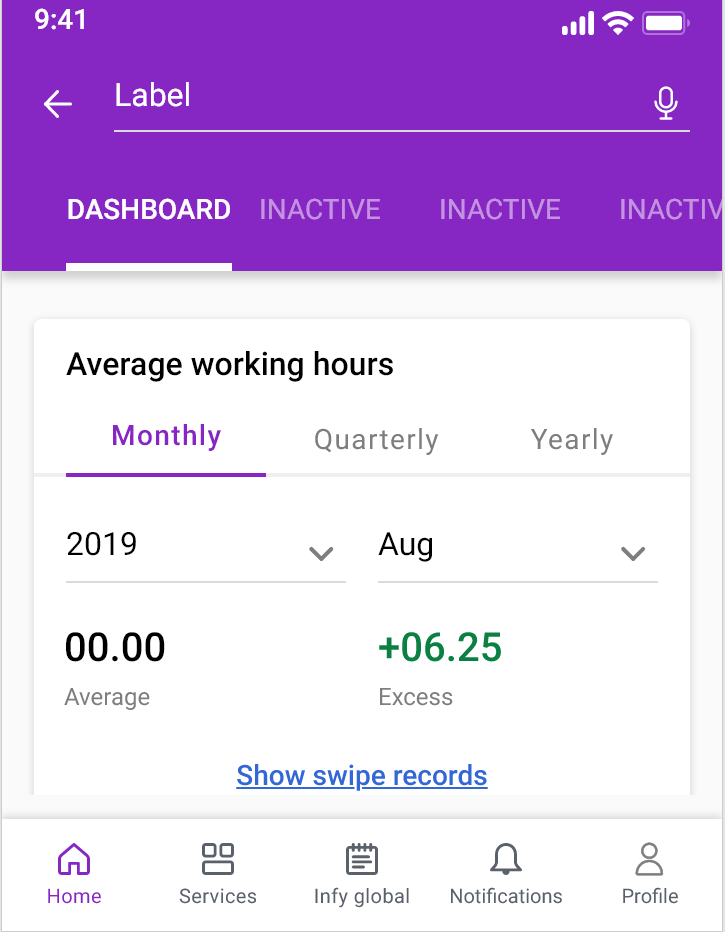 9:41
Label
DASHBOARD INACTIVE INACTIVE INACTIV
Average working hours
Monthly Quarterly Yearly
2019 Aug
00.00 +06.25
Average Excess
Show swipe records
Home Services Infy global Notifications Profile